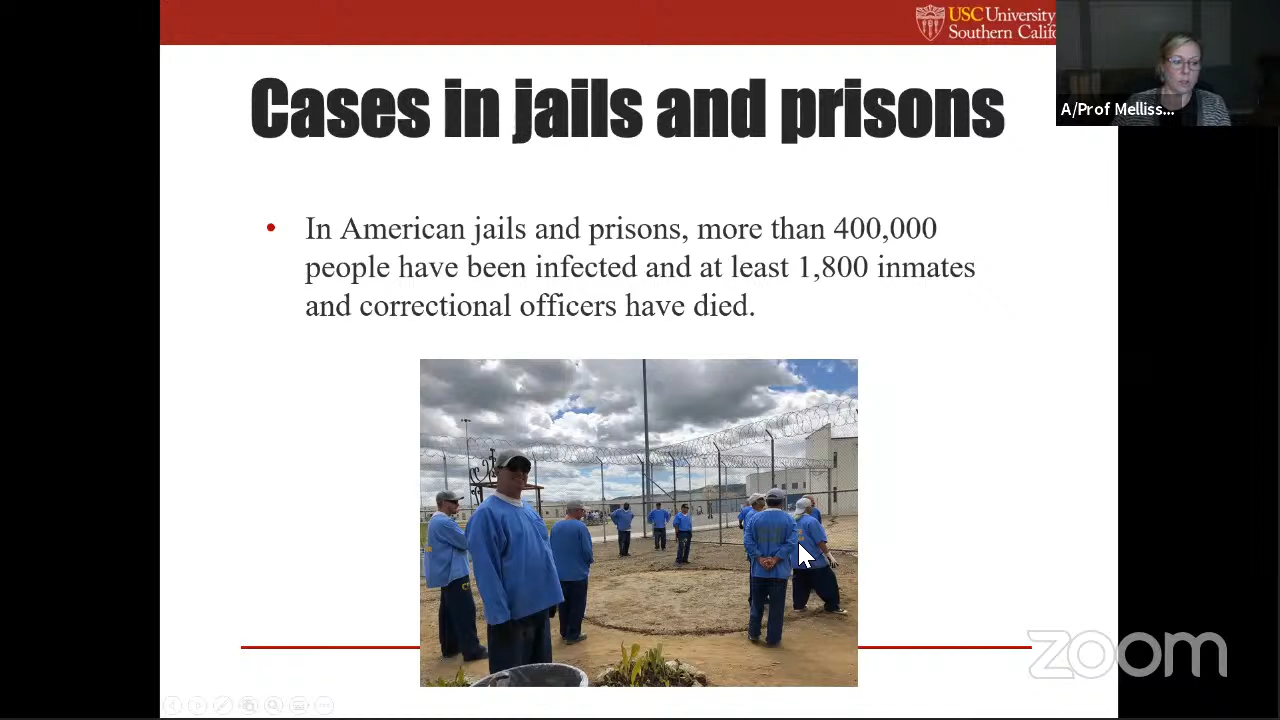 USC University
Southern Calif
A/Prof Melliss...
Cases in jails and prisons
• In American jails and prisons, more than 400,000
people have been infected and at least 1,800 inmates
and correctional officers have died.
zoom